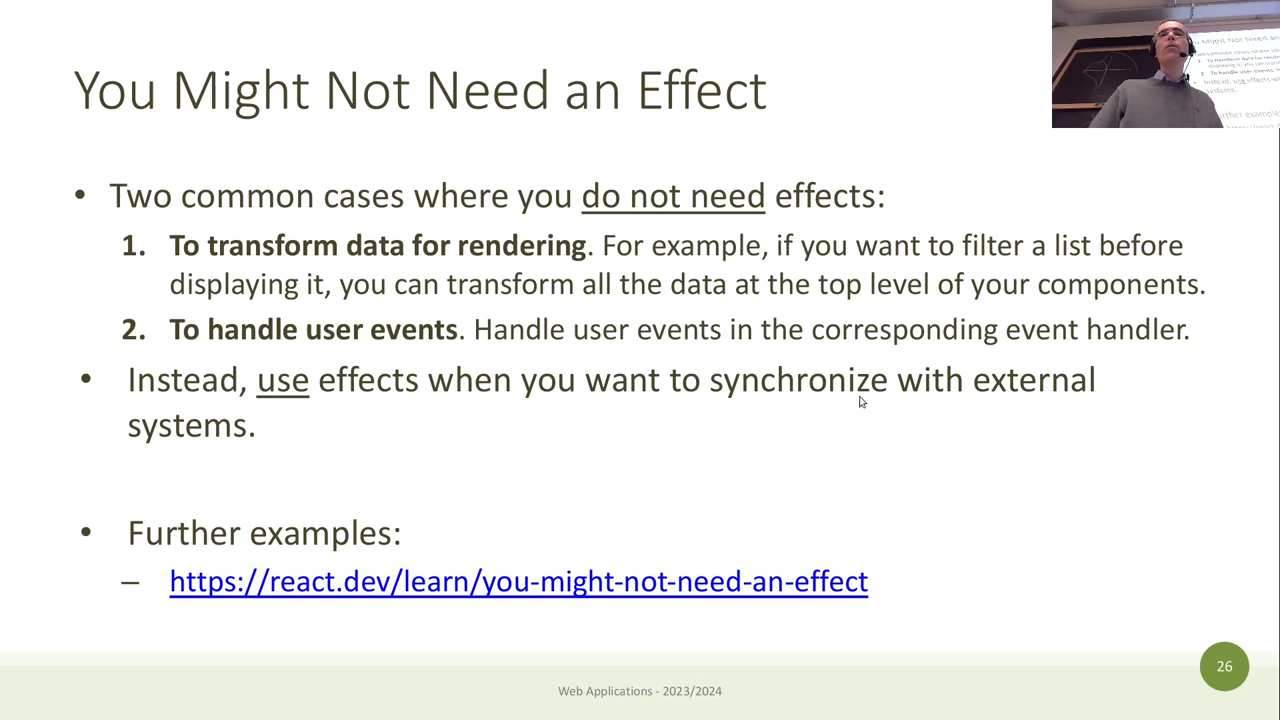 You Might Not Need an Effect
• Two common cases where you do not need effects:
1. To transform data for rendering. For example, if you want to filter a list before
displaying it, you can transform all the data at the top level of your components.
2. To handle user events. Handle user events in the corresponding event handler.
• Instead, use effects when you want to synchronize with external
systems.
• Further examples:
– https://react.dev/learn/you-might-not-need-an-effect
Web Applications - 2023/2024
26